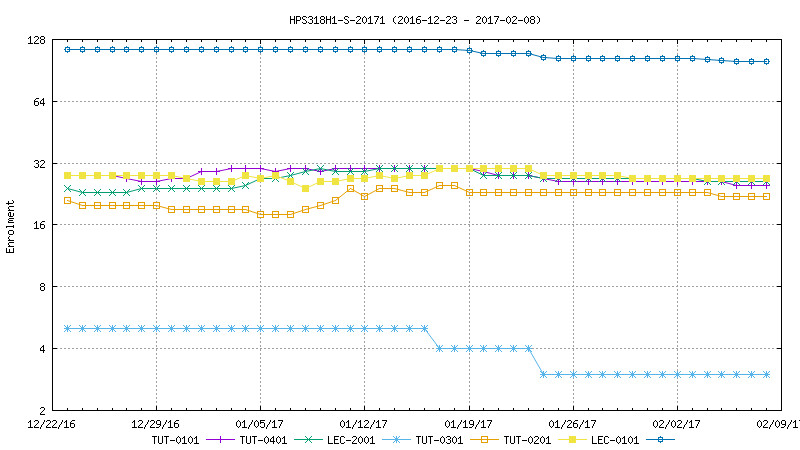 HPS318H1-S-20171 (2016-12-23 - 2017-02-08)
128
64
32
16
8
4
2
Enrolment
12/22/16 12/29/16 01/05/17 01/12/17 01/19/17 01/26/17 02/02/17 02/09/17
TUT-0101 TUT-0401 LEC-2001 TUT-0301 TUT-0201 LEC-0101